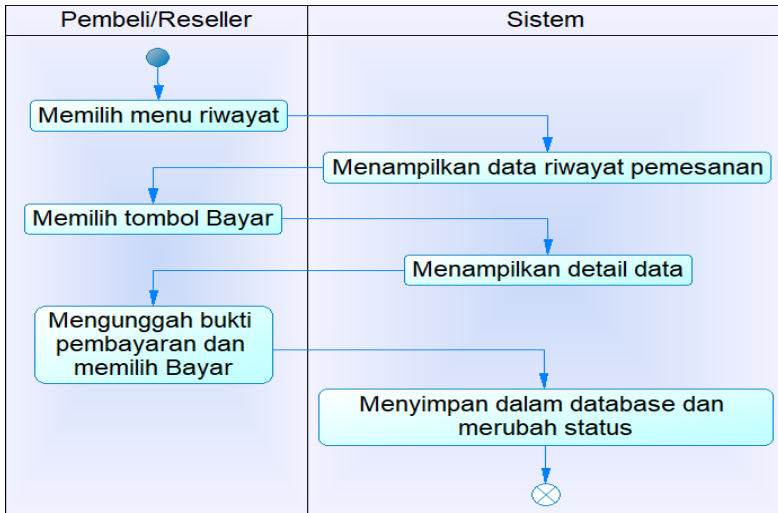 Pembeli/Reseller
Sistem
Memilih menu riwayat
Menampilkan data riwayat pemesanan
Memilih tombol Bayar
Menampilkan detail data
Mengunggah bukti
pembayaran dan
memilih Bayar
Menyimpan dalam database dan
merubah status